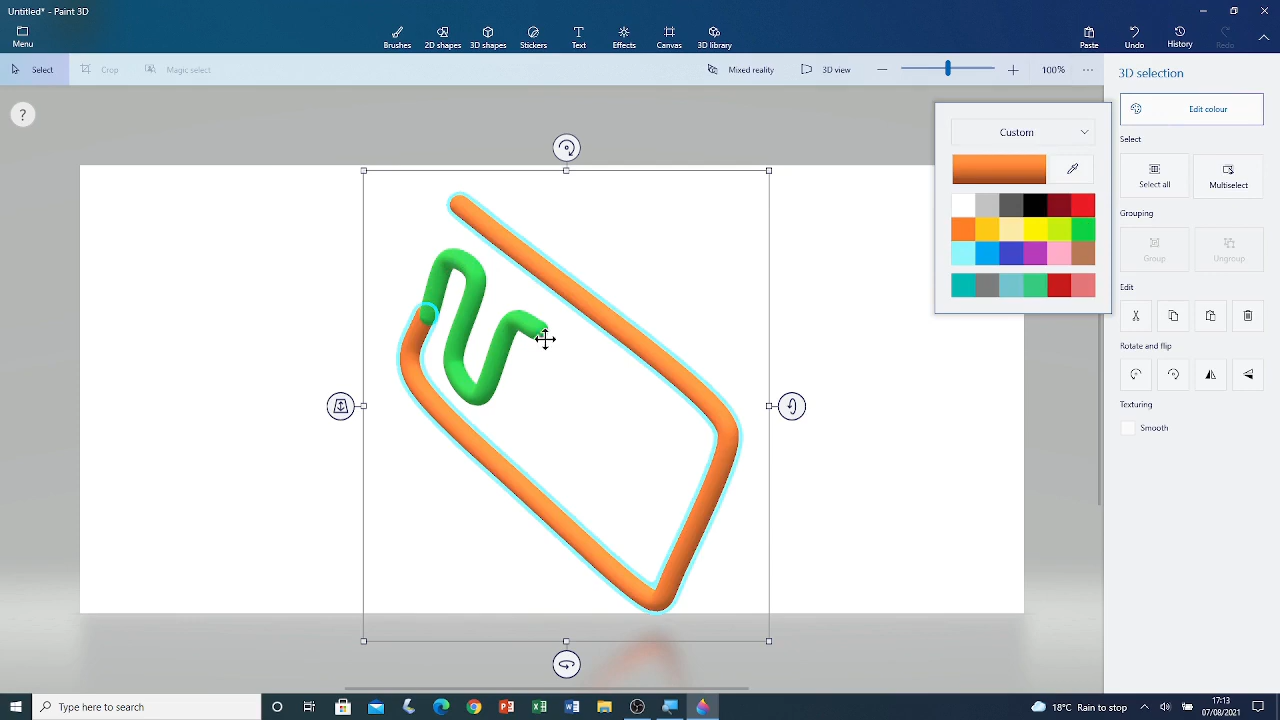 Untitled* - Paint 3D
Menu
Brushes
2D shapes
3D shapes
Stickers
Text
Effects
Canvas
3D library
Paste
Undo
History
Redo
Select
Crop
Magic select
Mixed reality
3D view
100%
3D selection
?
Custom
Edit colour
Select
Select all
Multiselect
Grouping
Group
Ungroup
Edit
Rotate and flip
Texturing
Smooth
Type here to search
18°C Rain to stop
17:13
07/08/2021